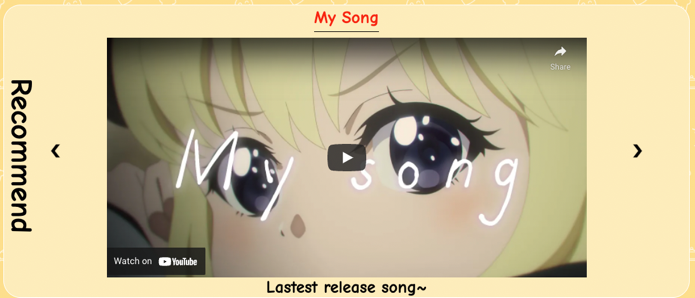 My Song
Share
Recommend
❮
❯
My song
Watch on YouTube
Lastest release song~